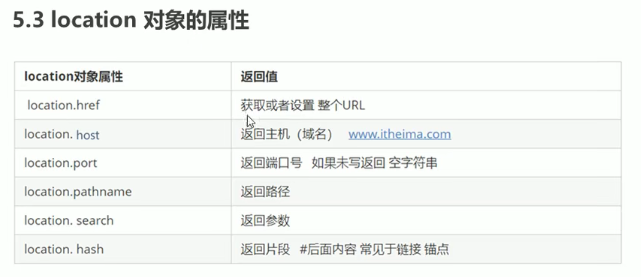 5.3 location 对象的属性
location对象属性 返回值
location.href 获取或者设置 整个URL
location. host 返回主机（域名） www.itheima.com
location.port 返回端口号 如果未写返回 空字符串
location.pathname 返回路径
location. search 返回参数
location. hash 返回片段 #后面内容 常见于链接 锚点